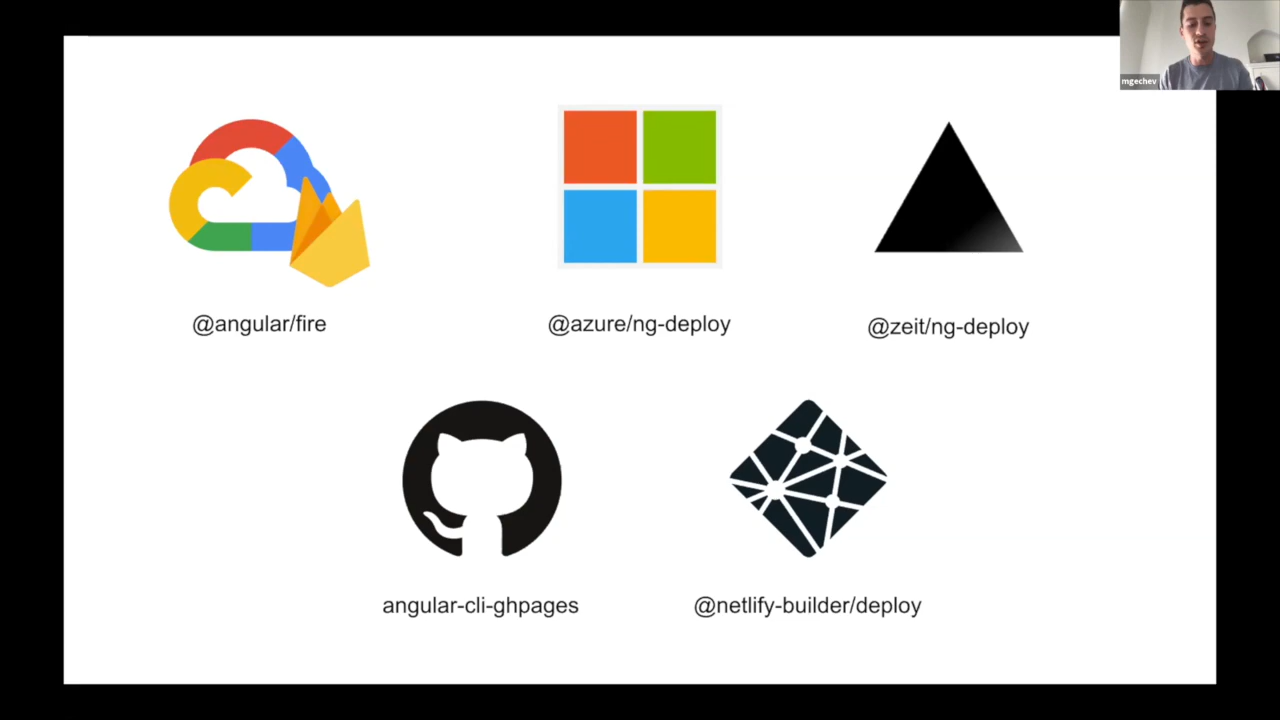 mgechev
@angular/fire
@azure/ng-deploy
@zeit/ng-deploy
angular-cli-ghpages
@netlify-builder/deploy